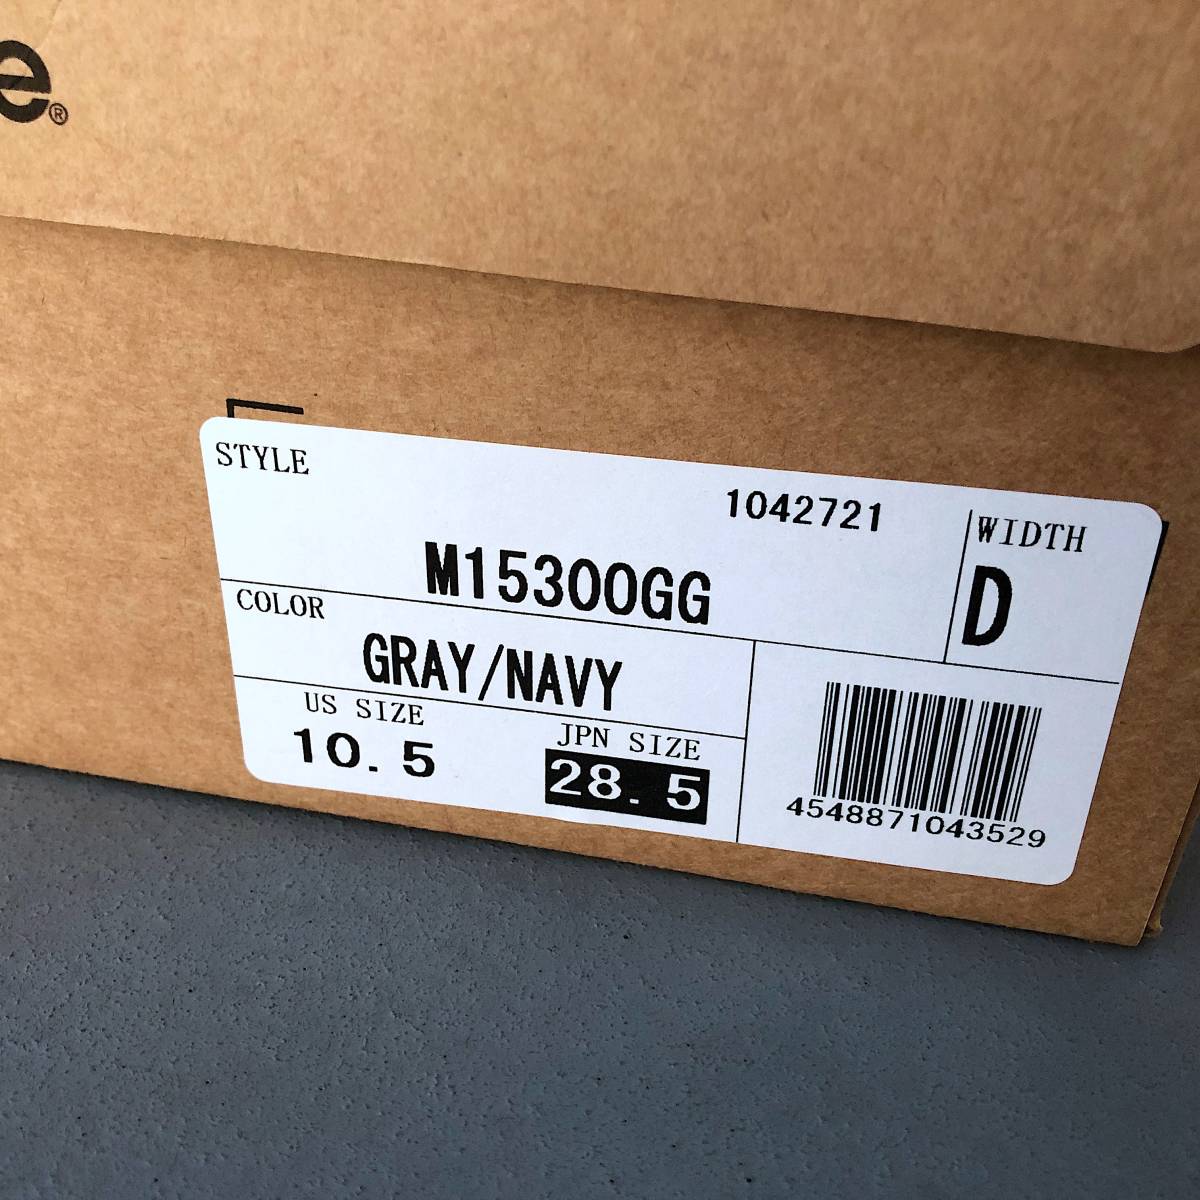 e®
STYLE
1042721
WIDTH
M15300GG
D
COLOR
GRAY/NAVY
US SIZE
JPN SIZE
10.5
28.5
4548871043529